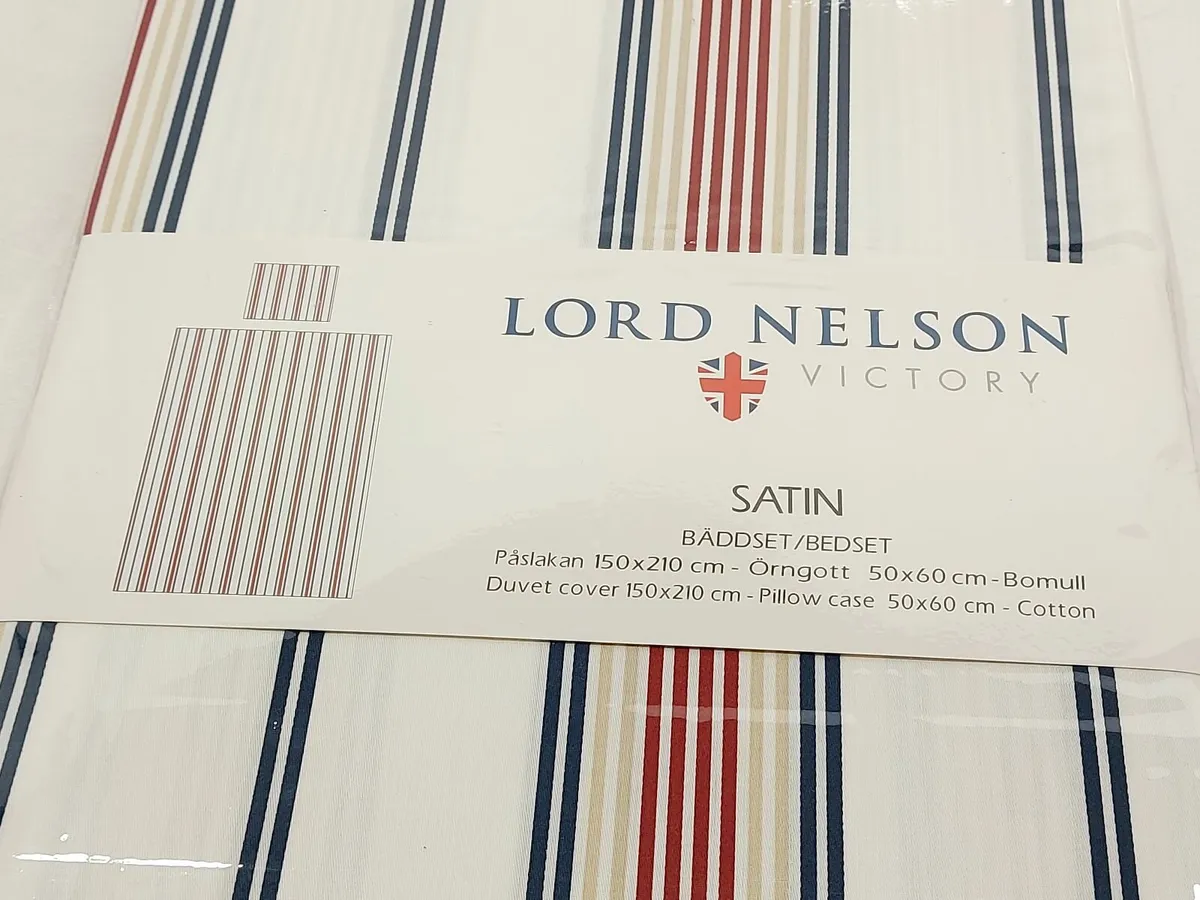 LORD NELSON
VICTORY
SATIN
BÄDDSET/BEDSET
Påslakan 150x210 cm - Örngott 50x60 cm - Bomull
Duvet cover 150x210 cm - Pillow case 50x60 cm - Cotton